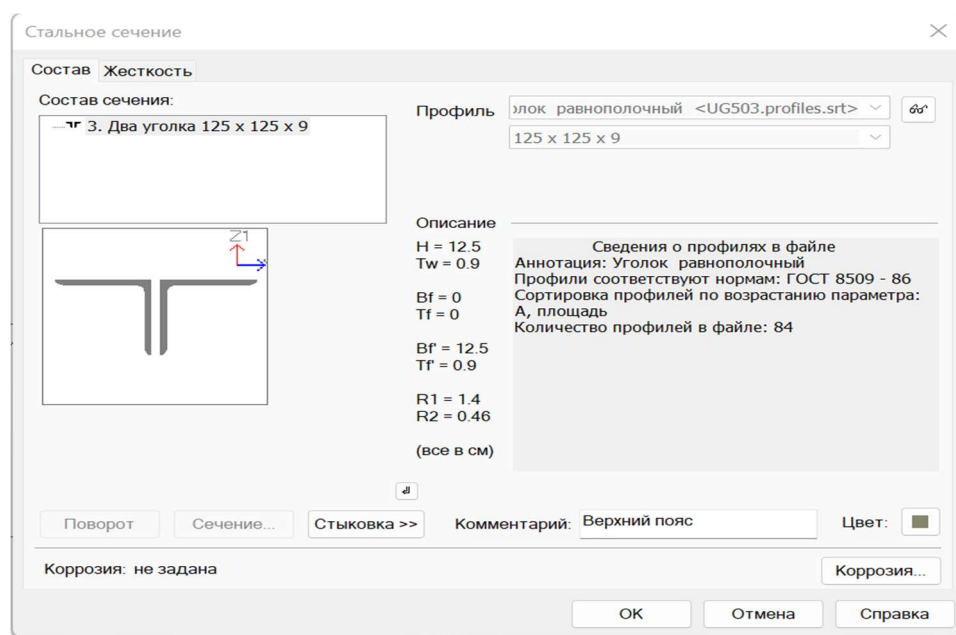 Стальное сечение
Состав Жесткость
Состав сечения:
3. Два уголка 125 x 125 x 9
Z1
Профиль
олок равнополочный <UG503.profiles.srt>
125 x 125 x 9
Описание
H = 12.5
Tw = 0.9
Bf = 0
Tf = 0
Bf' = 12.5
Tf' = 0.9
R1 = 1.4
R2 = 0.46
(все в см)
Сведения о профилях в файле
Аннотация: Уголок равнополочный
Профили соответствуют нормам: ГОСТ 8509 - 86
Сортировка профилей по возрастанию параметра:
A, площадь
Количество профилей в файле: 84
Поворот
Сечение...
Стыковка >>
Комментарий: Верхний пояс
Цвет:
Коррозия: не задана
Коррозия...
ОК
Отмена
Справка